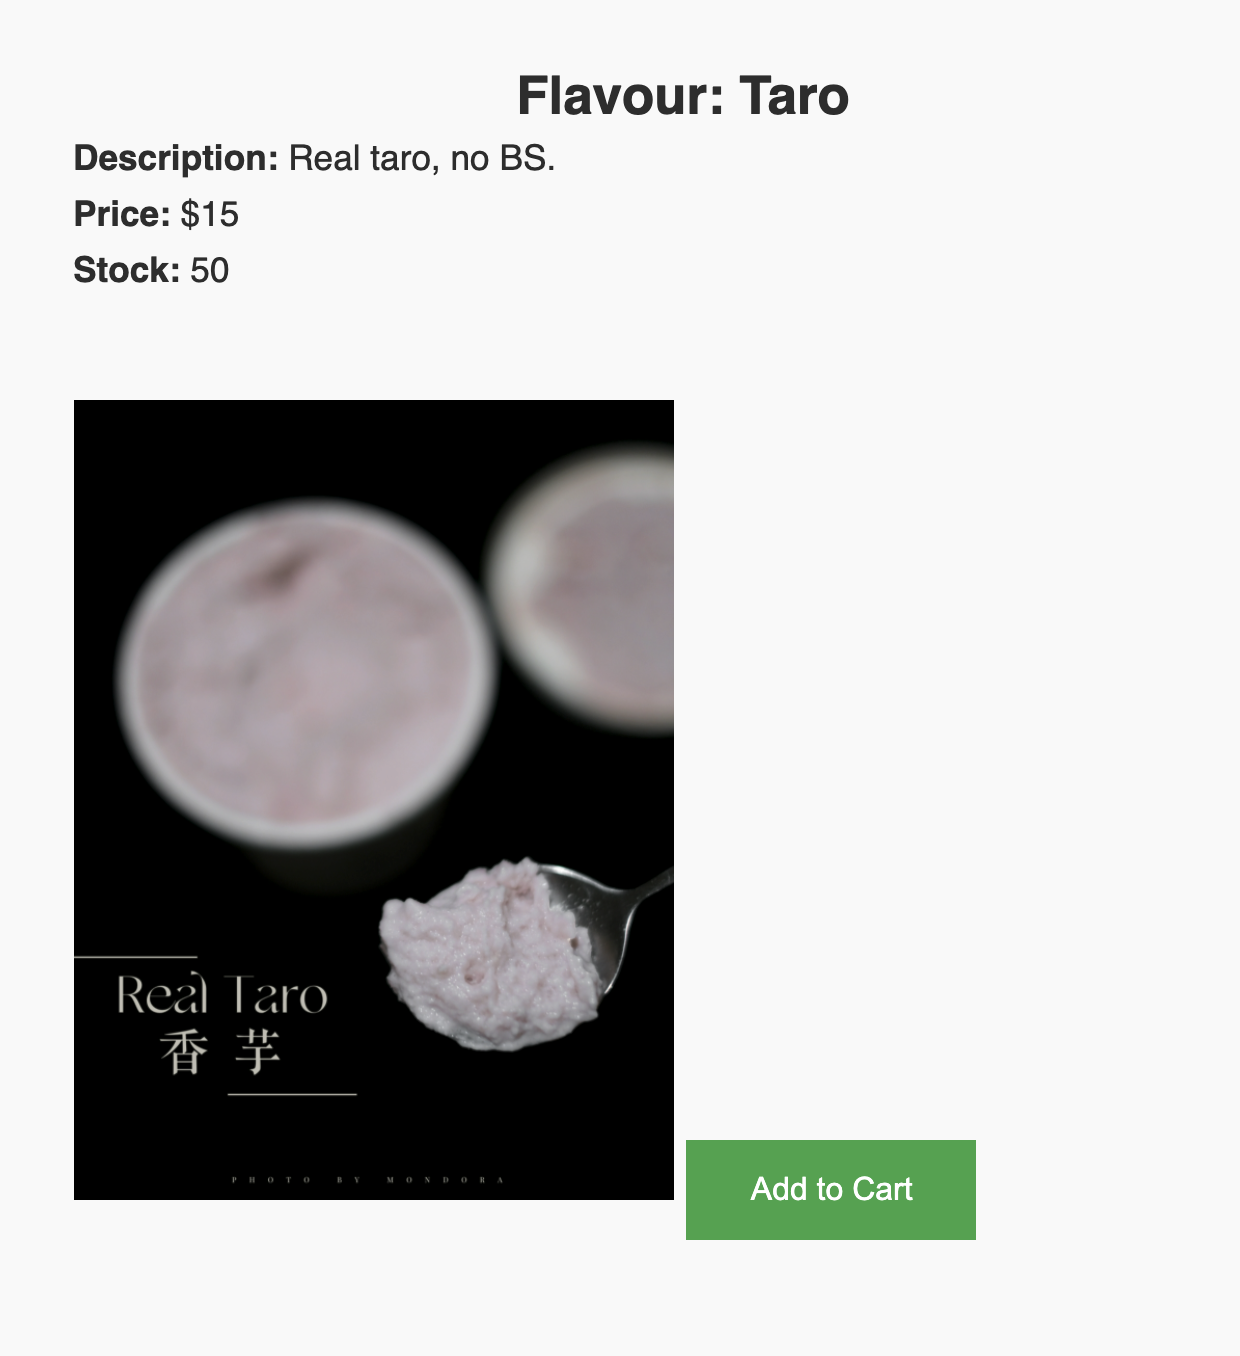 Flavour: Taro
Description: Real taro, no BS.
Price: $15
Stock: 50
Real Taro
香 芋
PHOTO BY MONDORA
Add to Cart